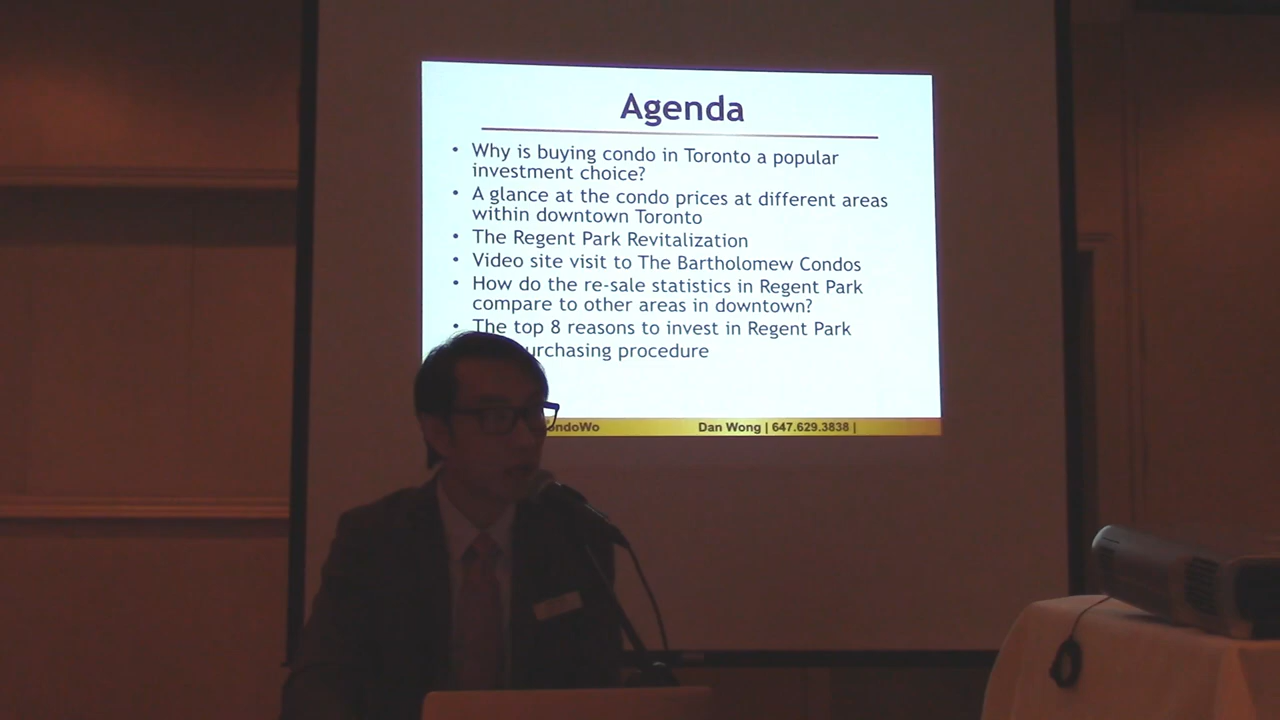 Agenda
• Why is buying condo in Toronto a popular
investment choice?
• A glance at the condo prices at different areas
within downtown Toronto
• The Regent Park Revitalization
• Video site visit to The Bartholomew Condos
• How do the re-sale statistics in Regent Park
compare to other areas in downtown?
• The top 8 reasons to invest in Regent Park
procedure
Dan Wong | 647.629.3838 |